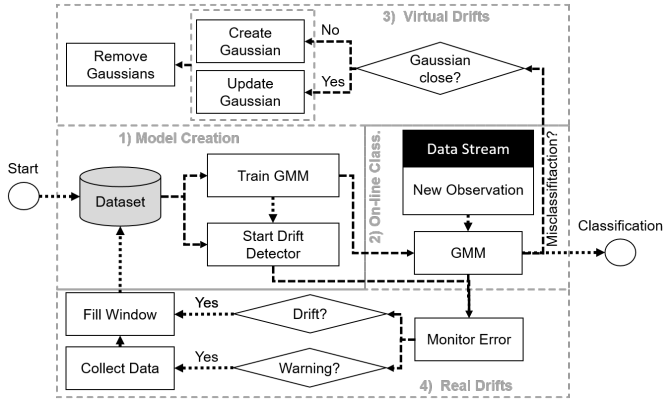 3) Virtual Drifts
Create
Gaussian
No
Remove
Gaussians
Update
Gaussian
Yes
Gaussian
close?
1) Model Creation
2) On-line Class.
Data Stream
New Observation
Misclassifitaction?
Start
Dataset
Train GMM
Start Drift
Detector
GMM
Classification
Fill Window
Yes
Drift?
Monitor Error
Collect Data
Yes
Warning?
4) Real Drifts